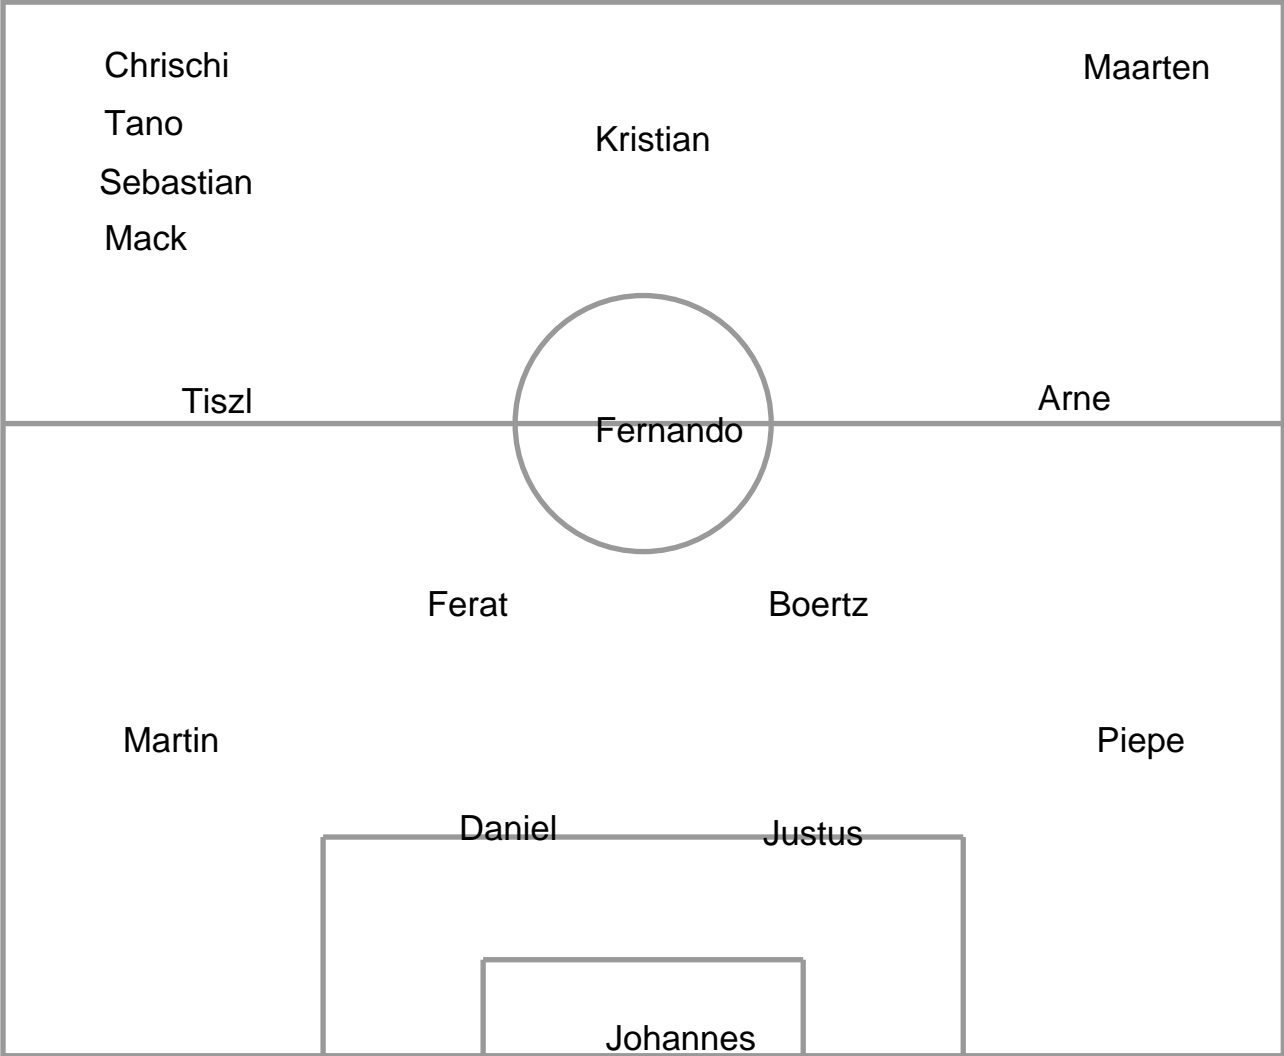 Chrischi
Maarten
Tano
Kristian
Sebastian
Mack
Tiszl
Arne
Fernando
Ferat
Boertz
Martin
Piepe
Daniel
Justus
Johannes